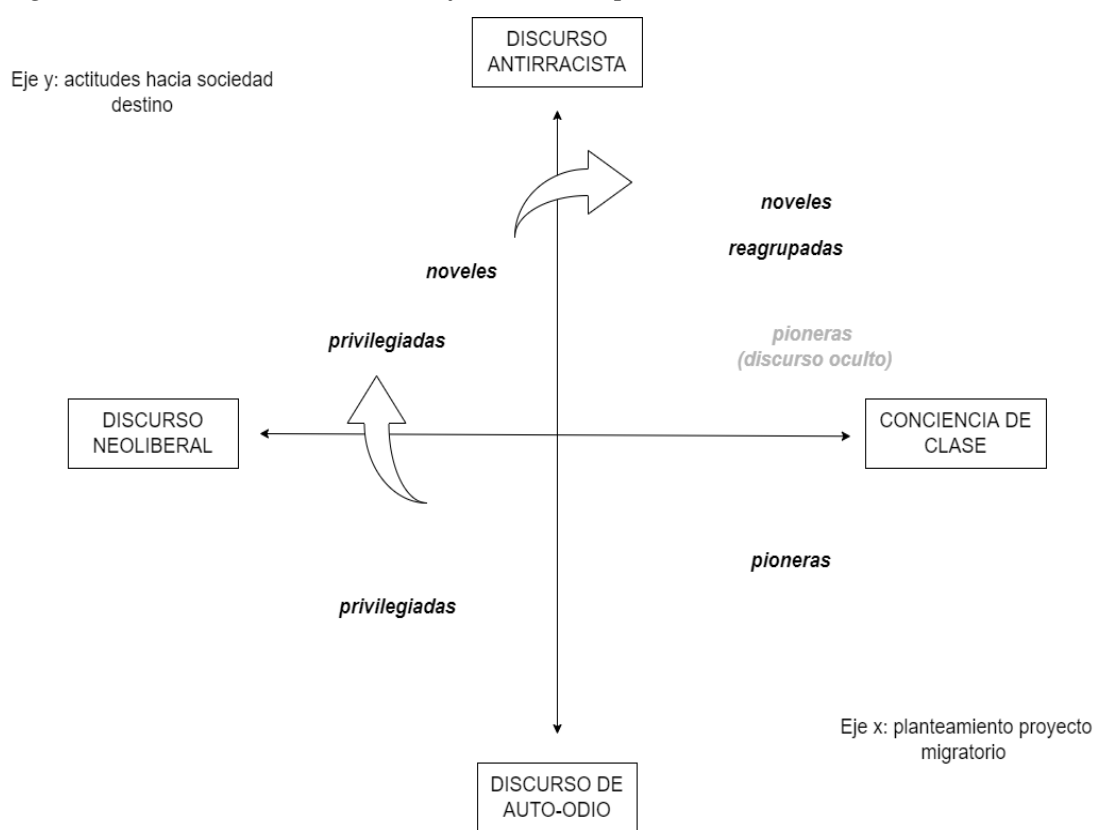 DISCURSO
ANTIRRACISTA
Eje y: actitudes hacia sociedad
destino
noveles
reagrupadas
noveles
privilegiadas
pioneras
(discurso oculto)
DISCURSO
NEOLIBERAL
CONCIENCIA DE
CLASE
pioneras
privilegiadas
Eje x: planteamiento proyecto
migratorio
DISCURSO DE
AUTO-ODIO